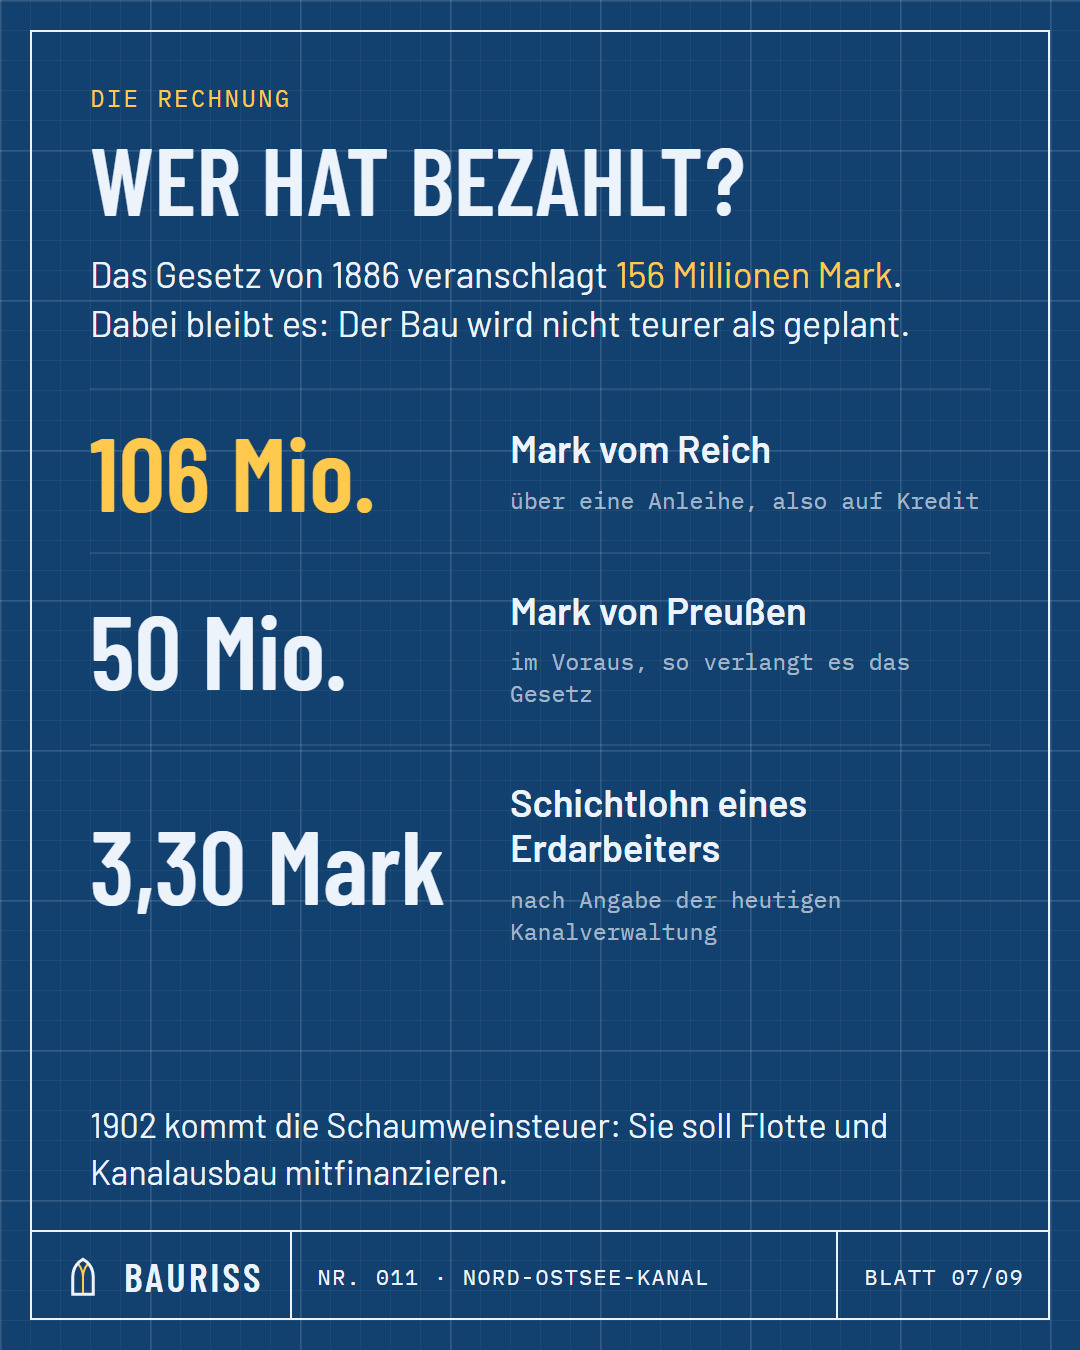 DIE RECHNUNG
WER HAT BEZAHLT?
Das Gesetz von 1886 veranschlagt 156 Millionen Mark.
Dabei bleibt es: Der Bau wird nicht teurer als geplant.
106 Mio.
Mark vom Reich
über eine Anleihe, also auf Kredit
50 Mio.
Mark von Preußen
im Voraus, so verlangt es das
Gesetz
3,30 Mark
Schichtlohn eines
Erdarbeiters
nach Angabe der heutigen
Kanalverwaltung
1902 kommt die Schaumweinsteuer: Sie soll Flotte und
Kanalausbau mitfinanzieren.
BAURISS
NR. 011 · NORD-OSTSEE-KANAL
BLATT 07/09